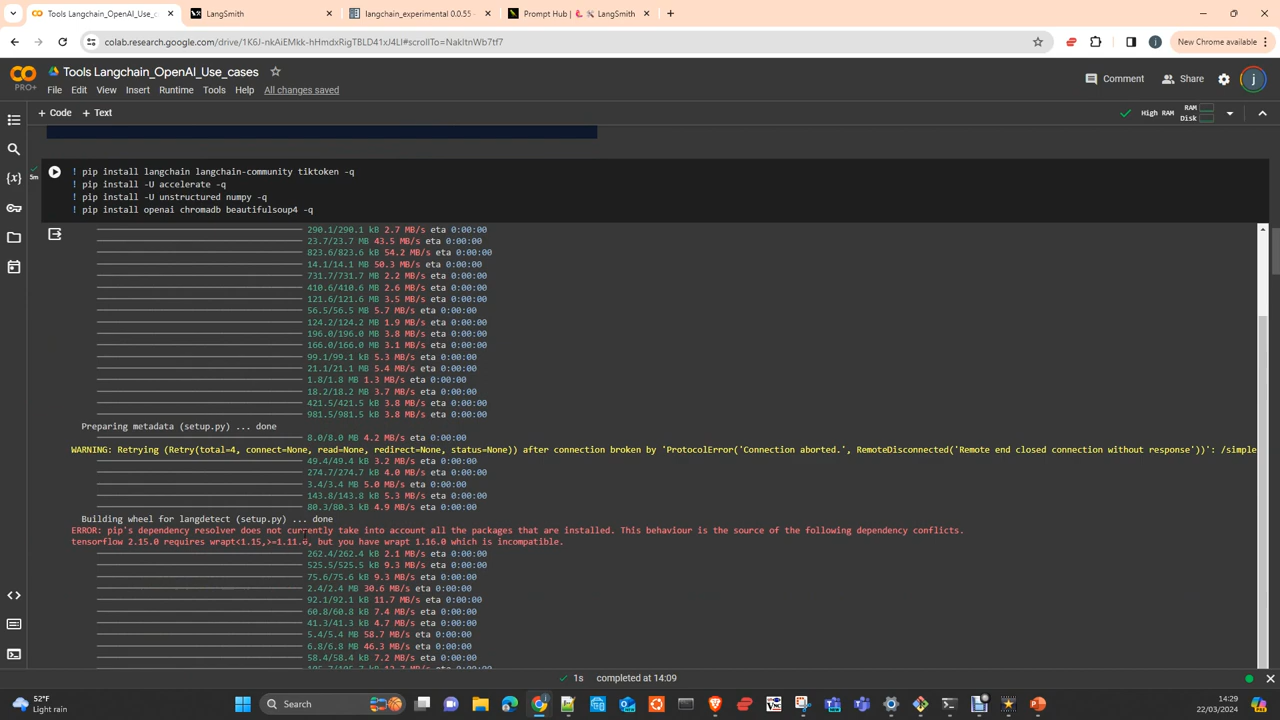 Tools Langchain_OpenAI_Use_c
LangSmith
langchain_experimental 0.0.55
Prompt Hub | 🦜🛠️ LangSmith
colab.research.google.com/drive/1K6J-nkAiEMkk-hHmdxRigTBLD41xJ4LI#scrollTo=NakItnWb7tf7
New Chrome available
PRO+
Tools Langchain_OpenAI_Use_cases
File Edit View Insert Runtime Tools Help All changes saved
Comment Share j
+ Code + Text
High RAM RAM Disk
5m
! pip install langchain langchain-community tiktoken -q
! pip install -U accelerate -q
! pip install -U unstructured numpy -q
! pip install openai chromadb beautifulsoup4 -q
290.1/290.1 kB 2.7 MB/s eta 0:00:00
23.7/23.7 MB 43.5 MB/s eta 0:00:00
823.6/823.6 kB 54.2 MB/s eta 0:00:00
14.1/14.1 MB 50.3 MB/s eta 0:00:00
731.7/731.7 MB 2.2 MB/s eta 0:00:00
410.6/410.6 MB 2.6 MB/s eta 0:00:00
121.6/121.6 MB 3.5 MB/s eta 0:00:00
56.5/56.5 MB 5.7 MB/s eta 0:00:00
124.2/124.2 MB 1.9 MB/s eta 0:00:00
196.0/196.0 MB 3.8 MB/s eta 0:00:00
166.0/166.0 MB 3.1 MB/s eta 0:00:00
99.1/99.1 kB 5.3 MB/s eta 0:00:00
21.1/21.1 MB 5.4 MB/s eta 0:00:00
1.8/1.8 MB 1.3 MB/s eta 0:00:00
18.2/18.2 MB 3.7 MB/s eta 0:00:00
421.5/421.5 kB 3.8 MB/s eta 0:00:00
981.5/981.5 kB 3.8 MB/s eta 0:00:00
Preparing metadata (setup.py) ... done
8.0/8.0 MB 4.2 MB/s eta 0:00:00
WARNING: Retrying (Retry(total=4, connect=None, read=None, redirect=None, status=None)) after connection broken by 'ProtocolError('Connection aborted.', RemoteDisconnected('Remote end closed connection without response'))': /simple
49.4/49.4 kB 3.2 MB/s eta 0:00:00
274.7/274.7 kB 4.0 MB/s eta 0:00:00
3.4/3.4 MB 5.0 MB/s eta 0:00:00
143.8/143.8 kB 5.3 MB/s eta 0:00:00
80.3/80.3 kB 4.9 MB/s eta 0:00:00
Building wheel for langdetect (setup.py) ... done
ERROR: pip's dependency resolver does not currently take into account all the packages that are installed. This behaviour is the source of the following dependency conflicts.
tensorflow 2.15.0 requires wrapt<1.15,>=1.11.0, but you have wrapt 1.16.0 which is incompatible.
262.4/262.4 kB 2.1 MB/s eta 0:00:00
525.5/525.5 kB 9.3 MB/s eta 0:00:00
75.6/75.6 kB 9.3 MB/s eta 0:00:00
2.4/2.4 MB 30.6 MB/s eta 0:00:00
92.1/92.1 kB 11.7 MB/s eta 0:00:00
60.8/60.8 kB 7.4 MB/s eta 0:00:00
41.3/41.3 kB 4.7 MB/s eta 0:00:00
5.4/5.4 MB 58.7 MB/s eta 0:00:00
6.8/6.8 MB 46.3 MB/s eta 0:00:00
58.4/58.4 kB 7.2 MB/s eta 0:00:00
1s completed at 14:09
52°F
Light rain
Search
14:29
22/03/2024